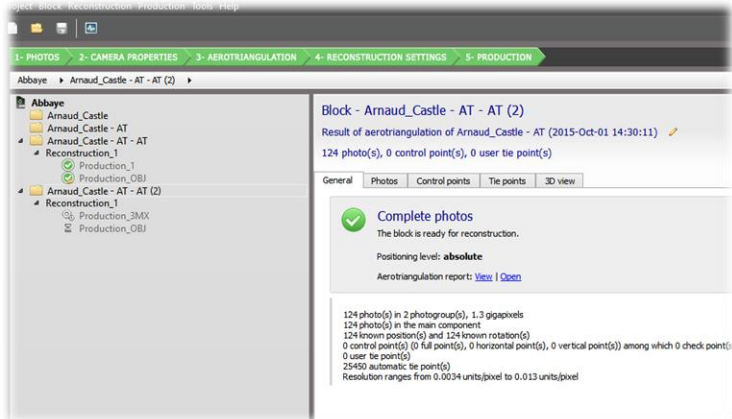 Project Block Reconstruction Production Tools Help
1- PHOTOS 2- CAMERA PROPERTIES 3- AEROTRIANGULATION 4- RECONSTRUCTION SETTINGS 5- PRODUCTION
Abbaye Arnaud_Castle - AT - AT (2)
Abbaye
Arnaud_Castle
Arnaud_Castle - AT
Arnaud_Castle - AT - AT
Reconstruction_1
Production_1
Production_OBJ
Arnaud_Castle - AT - AT (2)
Reconstruction_1
Production_3MX
Production_OBJ
Block - Arnaud_Castle - AT - AT (2)
Result of aerotriangulation of Arnaud_Castle - AT (2015-Oct-01 14:30:11)
124 photo(s), 0 control point(s), 0 user tie point(s)
General Photos Control points Tie points 3D view
Complete photos
The block is ready for reconstruction.
Positioning level: absolute
Aerotriangulation report: View | Open
124 photo(s) in 2 photogroup(s), 1.3 gigapixels
124 photo(s) in the main component
124 known position(s) and 124 known rotation(s)
0 control point(s) (0 full point(s), 0 horizontal point(s), 0 vertical point(s)) among which 0 check point(s
0 user tie point(s)
25450 automatic tie point(s)
Resolution ranges from 0.0034 units/pixel to 0.013 units/pixel